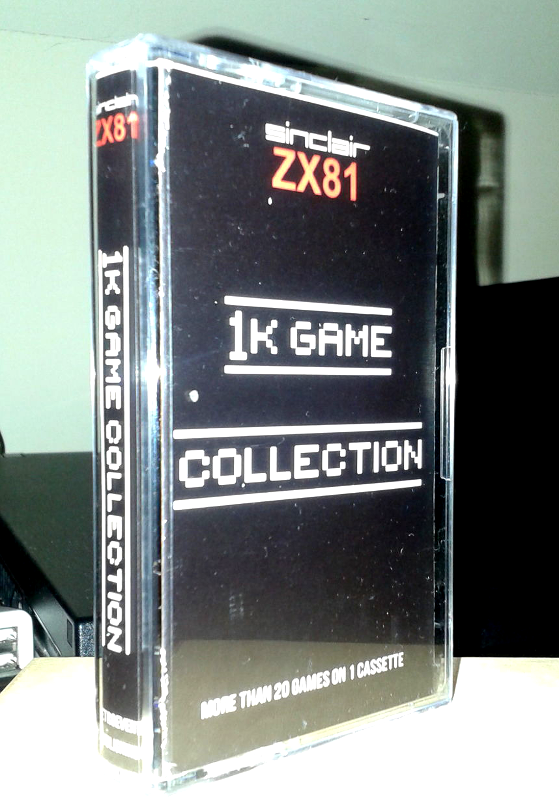 sinclair
ZX81
1K GAME COLLECTION
sinclair
ZX81
1K GAME
COLLECTION
MORE THAN 20 GAMES ON 1 CASSETTE